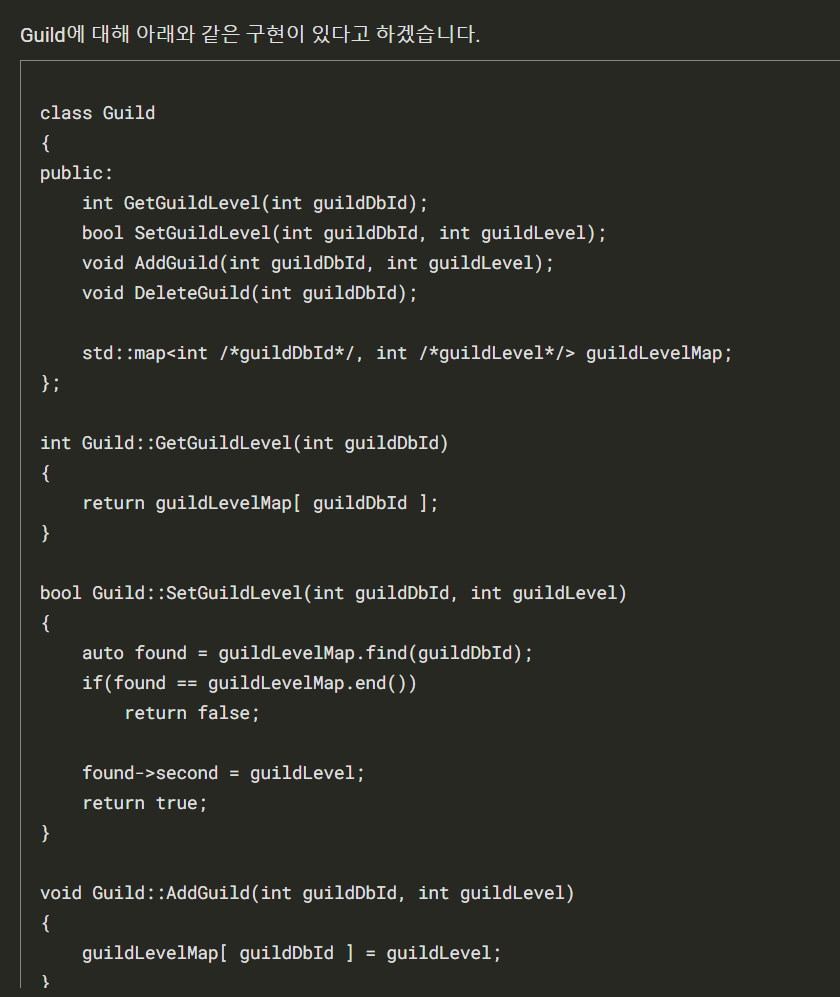 Guild에 대해 아래와 같은 구현이 있다고 하겠습니다.
class Guild
{
public:
    int GetGuildLevel(int guildDbId);
    bool SetGuildLevel(int guildDbId, int guildLevel);
    void AddGuild(int guildDbId, int guildLevel);
    void DeleteGuild(int guildDbId);
    std::map<int /*guildDbId*/, int /*guildLevel*/> guildLevelMap;
};
int Guild::GetGuildLevel(int guildDbId)
{
    return guildLevelMap[ guildDbId ];
}
bool Guild::SetGuildLevel(int guildDbId, int guildLevel)
{
    auto found = guildLevelMap.find(guildDbId);
    if(found == guildLevelMap.end())
        return false;
    found->second = guildLevel;
    return true;
}
void Guild::AddGuild(int guildDbId, int guildLevel)
{
    guildLevelMap[ guildDbId ] = guildLevel;
}